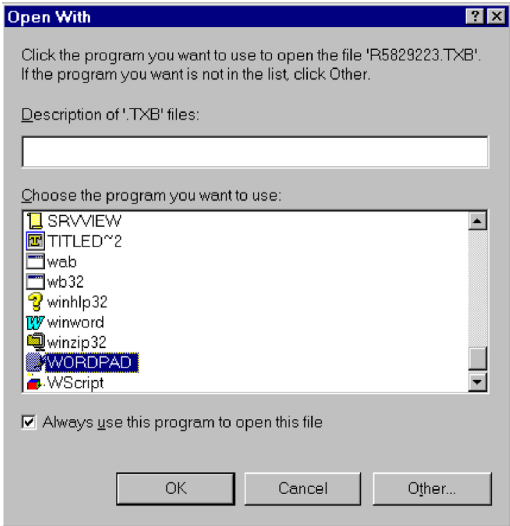 Open With
Click the program you want to use to open the file 'R5829223.TXB'.
If the program you want is not in the list, click Other.
Description of '.TXB' files:
Choose the program you want to use:
SRVVIEW
TITLED~2
wab
wb32
winhlp32
winword
winzip32
WORDPAD
WScript
Always use this program to open this file
OK
Cancel
Other...